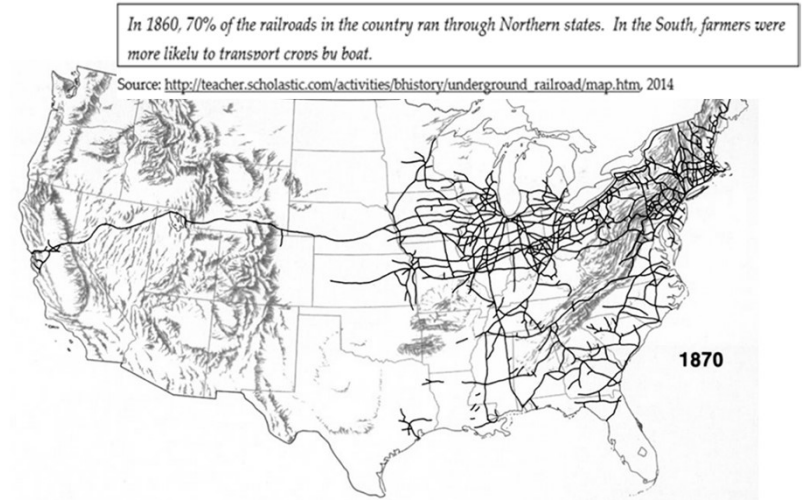 In 1860, 70% of the railroads in the country ran through Northern states.  In the South, farmers were
more likely to transport crops by boat.
Source: http://teacher.scholastic.com/activities/bhistory/underground_railroad/map.htm, 2014
1870